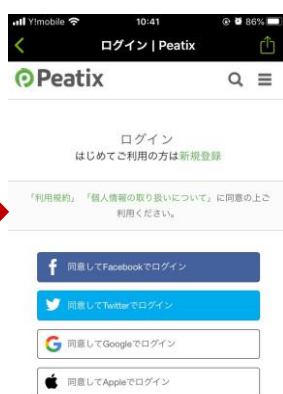 Y!mobile 10:41 86%
ログイン | Peatix
Peatix
ログイン
はじめてご利用の方は新規登録
「利用規約」「個人情報の取り扱いについて」に同意の上ご
利用ください。
同意してFacebookでログイン
同意してTwitterでログイン
同意してGoogleでログイン
同意してAppleでログイン